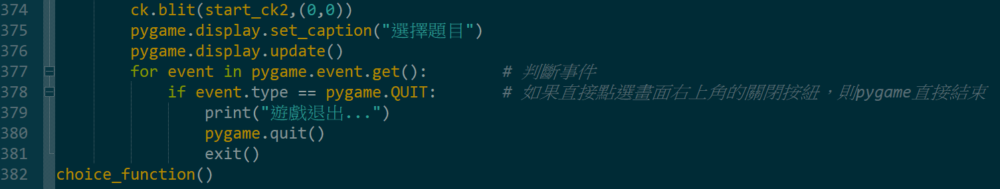 374 ck.blit(start_ck2,(0,0))
375 pygame.display.set_caption("選擇題目")
376 pygame.display.update()
377 for event in pygame.event.get(): # 判斷事件
378 if event.type == pygame.QUIT: # 如果直接點選畫面右上角的關閉按紐，則pygame直接結束
379 print("遊戲退出...")
380 pygame.quit()
381 exit()
382 choice_function()